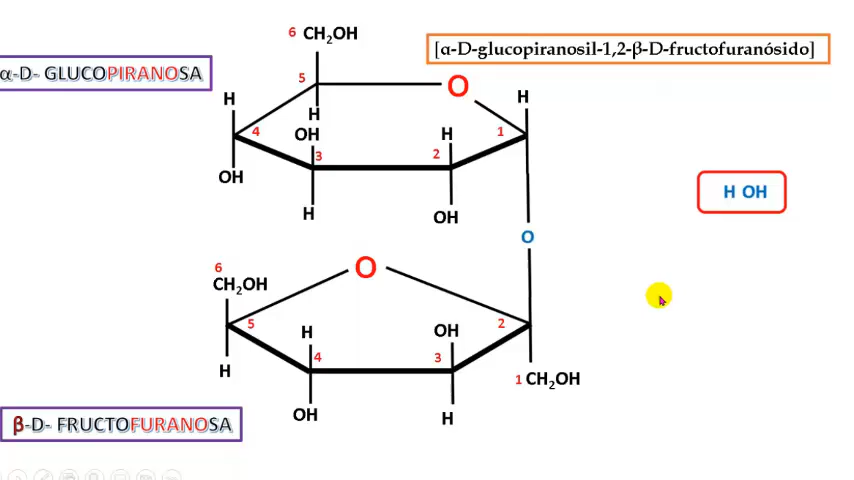 6 CH₂OH
[α-D-glucopiranosil-1,2-β-D-fructofuranósido]
α-D- GLUCOPIRANOSA
5
O
H
H
H
OH
H
4
3
2
1
OH
H
OH
H OH
O
6
CH₂OH
O
5
H
OH
2
4
3
H
1 CH₂OH
OH
H
β-D- FRUCTOFURANOSA